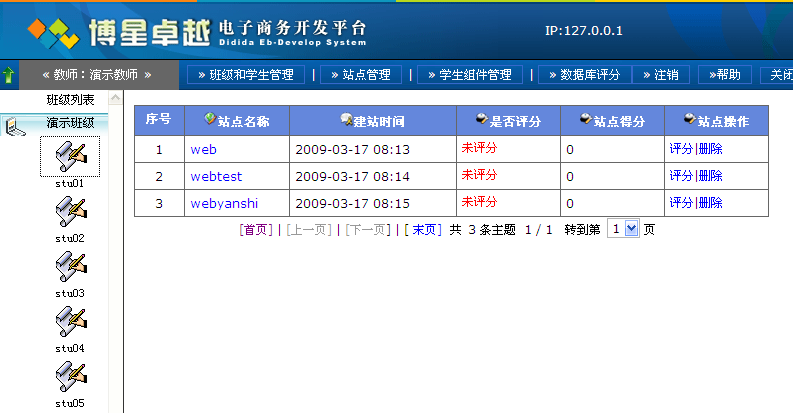 博星卓越 电子商务开发平台
Didida Eb-Develop System
IP:127.0.0.1
« 教师：演示教师 » » 班级和学生管理 | » 站点管理 | » 学生组件管理 | » 数据库评分 » 注销 »帮助 关闭
班级列表
演示班级
stu01
stu02
stu03
stu04
stu05
序号 站点名称 建站时间 是否评分 站点得分 站点操作
1 web 2009-03-17 08:13 未评分 0 评分|删除
2 webtest 2009-03-17 08:14 未评分 0 评分|删除
3 webyanshi 2009-03-17 08:15 未评分 0 评分|删除
[首页] | [上一页] | [下一页] | [ 末页] 共 3 条主题 1 / 1 转到第 1 页